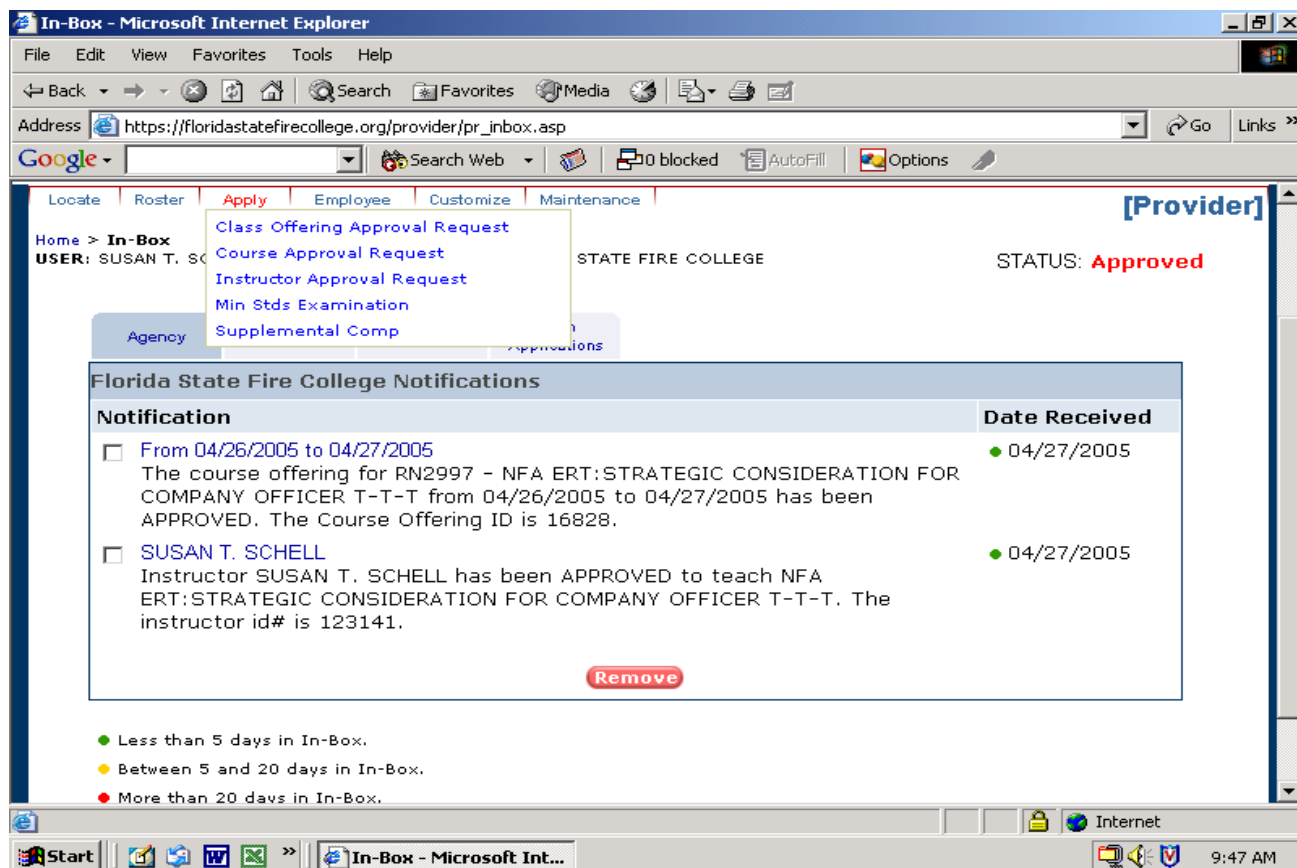 In-Box - Microsoft Internet Explorer
File Edit View Favorites Tools Help
Back Search Favorites Media
Address https://floridastatefirecollege.org/provider/pr_inbox.asp Go Links »
Google Search Web 0 blocked AutoFill Options
Locate Roster Apply Employee Customize Maintenance [Provider]
Class Offering Approval Request
Home > In-Box
Course Approval Request
USER: SUSAN T. STATE FIRE COLLEGE STATUS: Approved
Instructor Approval Request
Min Stds Examination
Supplemental Comp
Agency Applications
Florida State Fire College Notifications
Notification Date Received
From 04/26/2005 to 04/27/2005 04/27/2005
The course offering for RN2997 - NFA ERT:STRATEGIC CONSIDERATION FOR
COMPANY OFFICER T-T-T from 04/26/2005 to 04/27/2005 has been
APPROVED. The Course Offering ID is 16828.
SUSAN T. SCHELL 04/27/2005
Instructor SUSAN T. SCHELL has been APPROVED to teach NFA
ERT:STRATEGIC CONSIDERATION FOR COMPANY OFFICER T-T-T. The
instructor id# is 123141.
Remove
Less than 5 days in In-Box.
Between 5 and 20 days in In-Box.
More than 20 days in In-Box.
Internet
Start » In-Box - Microsoft Int... 9:47 AM